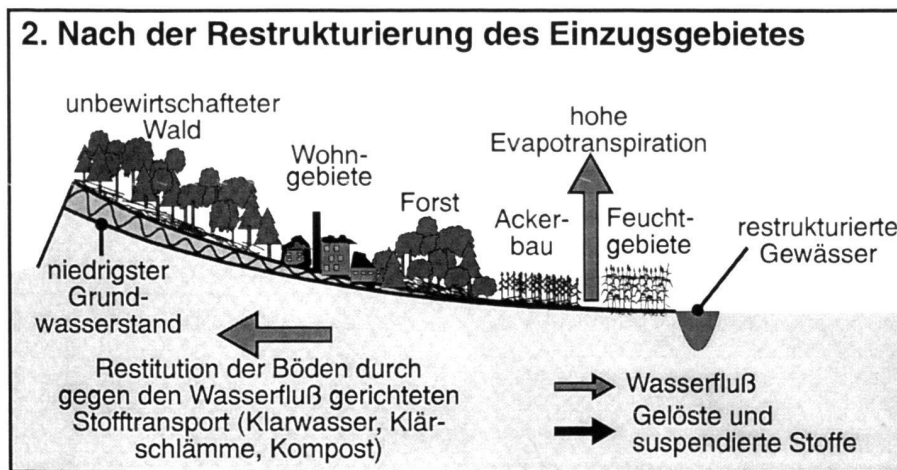 2. Nach der Restrukturierung des Einzugsgebietes
unbewirtschafteter
Wald
Wohn-
gebiete
Forst
hohe
Evapotranspiration
Acker-
bau
Feucht-
gebiete
restrukturierte
Gewässer
niedrigster
Grund-
wasserstand
Restitution der Böden durch
gegen den Wasserfluß gerichteten
Stofftransport (Klarwasser, Klär-
schlämme, Kompost)
Wasserfluß
Gelöste und
suspendierte Stoffe